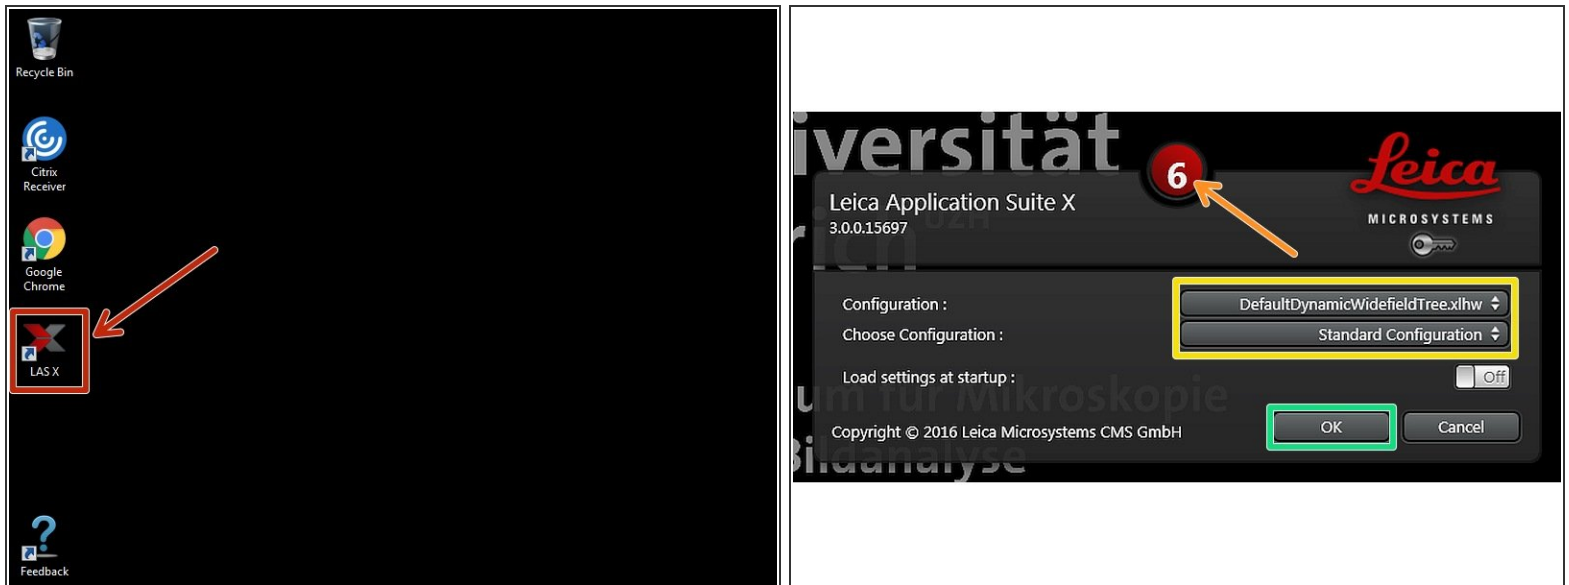 Recycle Bin
Citrix
Receiver
Google
Chrome
LAS X
Feedback
iversität
6
Leica
Leica Application Suite X
MICROSYSTEMS
3.0.0.15697
rich UZH
Configuration :
DefaultDynamicWidefieldTree.xlhw
Choose Configuration :
Standard Configuration
Load settings at startup :
Off
um für Mikroskopie
Copyright © 2016 Leica Microsystems CMS GmbH
OK
Cancel
Bildanalyse